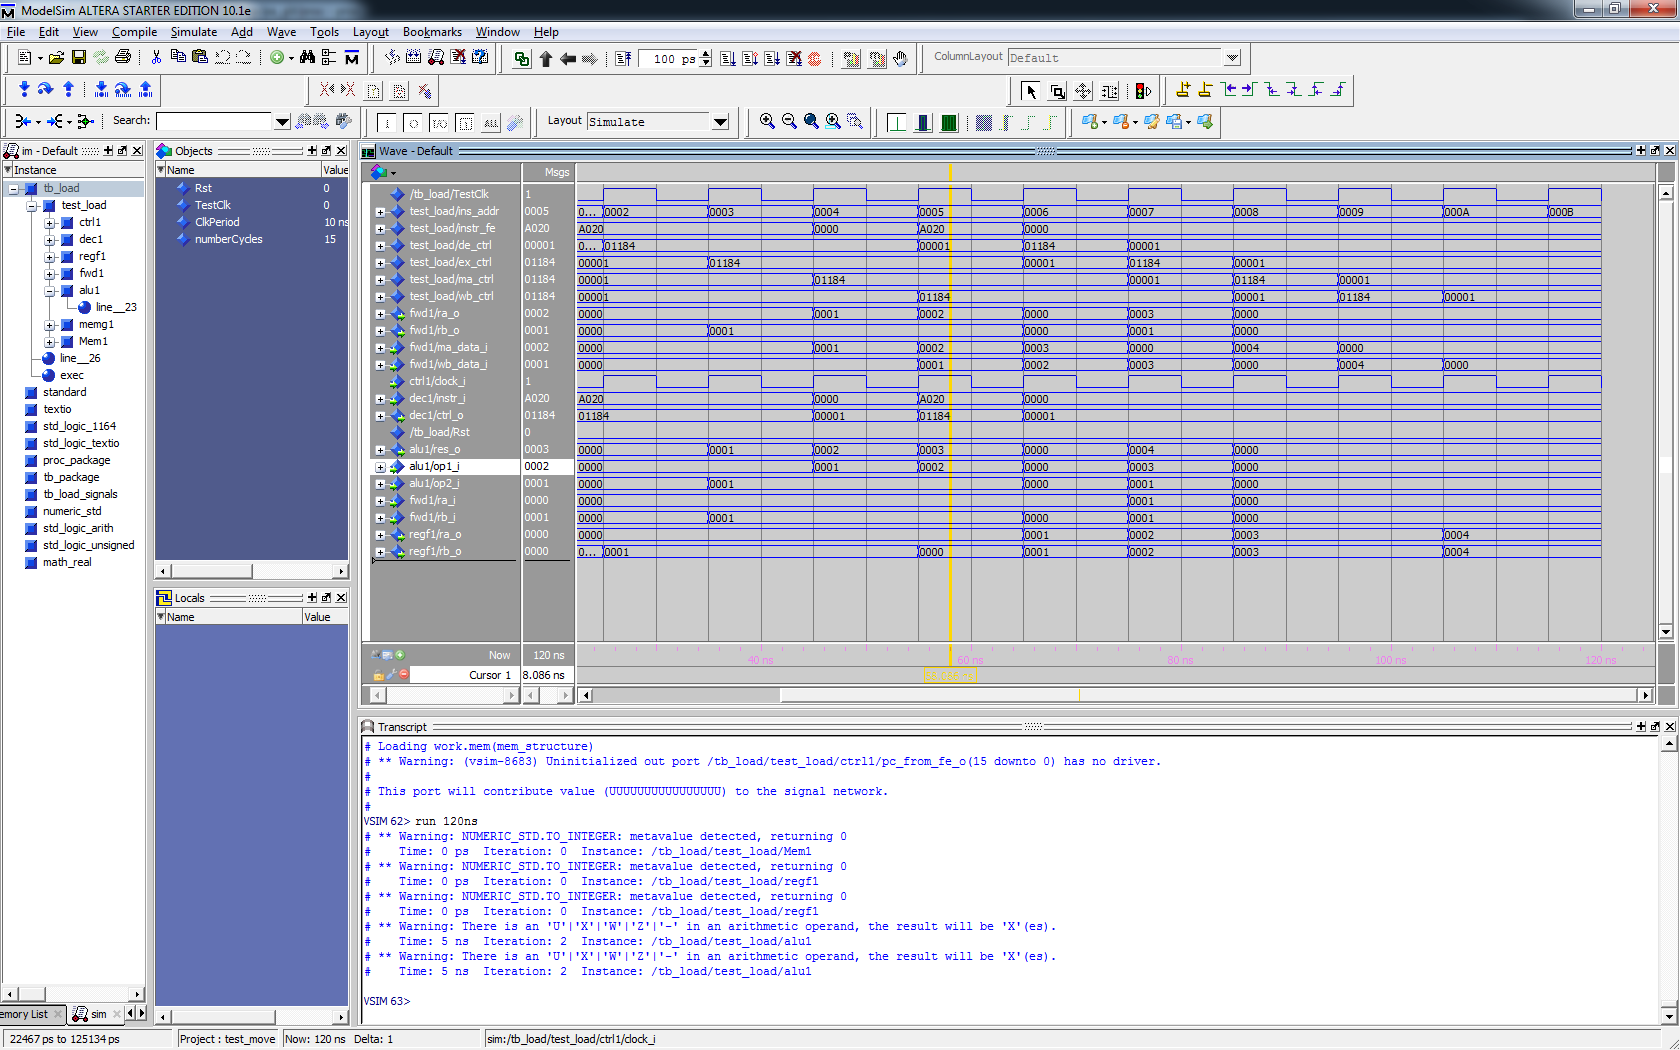 ModelSim ALTERA STARTER EDITION 10.1e
File Edit View Compile Simulate Add Wave Tools Layout Bookmarks Window Help
100 ps
ColumnLayout Default
Search:
Layout Simulate
im - Default
Instance
tb_load
test_load
ctrl1
dec1
regf1
fwd1
alu1
line__23
memg1
Mem1
line__26
exec
standard
textio
std_logic_1164
std_logic_textio
proc_package
tb_package
tb_load_signals
numeric_std
std_logic_arith
std_logic_unsigned
math_real
emory List
sim
Objects
Name Value
Rst 0
TestClk 0
ClkPeriod 10 ns
numberCycles 15
Locals
Name Value
Wave - Default
Msgs
/tb_load/TestClk 1
test_load/ins_addr 0005 0... 0002 0003 0004 0005 0006 0007 0008 0009 000A 000B
test_load/instr_fe A020 A020 0000 A020 0000
test_load/de_ctrl 00001 0... 01184 00001 01184 00001
test_load/ex_ctrl 01184 00001 01184 00001 01184 00001
test_load/ma_ctrl 01184 00001 01184 00001 01184 00001
test_load/wb_ctrl 01184 00001 01184 00001 01184 00001
fwd1/ra_o 0002 0000 0001 0002 0000 0003 0000
fwd1/rb_o 0001 0000 0001 0000 0001 0000
fwd1/ma_data_i 0002 0000 0001 0002 0003 0000 0004 0000
fwd1/wb_data_i 0001 0000 0001 0002 0003 0000 0004 0000
ctrl1/clock_i 1
dec1/instr_i A020 A020 0000 A020 0000
dec1/ctrl_o 01184 01184 00001 01184 00001
/tb_load/Rst 0
alu1/res_o 0003 0000 0001 0002 0003 0000 0004 0000
alu1/op1_i 0002 0000 0001 0002 0000 0003 0000
alu1/op2_i 0001 0000 0001 0000 0001 0000
fwd1/ra_i 0000 0000 0001 0000
fwd1/rb_i 0001 0000 0001 0000 0001 0000
regf1/ra_o 0000 0000 0001 0002 0003 0004
regf1/rb_o 0000 0... 0001 0000 0001 0002 0003 0004
Now 120 ns 40 ns 60 ns 80 ns 100 ns 120 ns
Cursor 1 8.086 ns
Transcript
# Loading work.mem(mem_structure)
# ** Warning: (vsim-8683) Uninitialized out port /tb_load/test_load/ctrl1/pc_from_fe_o(15 downto 0) has no driver.
#
# This port will contribute value (UUUUUUUUUUUUUUUU) to the signal network.
#
VSIM 62> run 120ns
# ** Warning: NUMERIC_STD.TO_INTEGER: metavalue detected, returning 0
# Time: 0 ps Iteration: 0 Instance: /tb_load/test_load/Mem1
# ** Warning: NUMERIC_STD.TO_INTEGER: metavalue detected, returning 0
# Time: 0 ps Iteration: 0 Instance: /tb_load/test_load/regf1
# ** Warning: NUMERIC_STD.TO_INTEGER: metavalue detected, returning 0
# Time: 0 ps Iteration: 0 Instance: /tb_load/test_load/regf1
# ** Warning: There is an 'U'|'X'|'W'|'Z'|'-' in an arithmetic operand, the result will be 'X'(es).
# Time: 5 ns Iteration: 2 Instance: /tb_load/test_load/alu1
# ** Warning: There is an 'U'|'X'|'W'|'Z'|'-' in an arithmetic operand, the result will be 'X'(es).
# Time: 5 ns Iteration: 2 Instance: /tb_load/test_load/alu1
VSIM 63>
22467 ps to 125134 ps Project : test_move Now: 120 ns Delta: 1 sim:/tb_load/test_load/ctrl1/clock_i